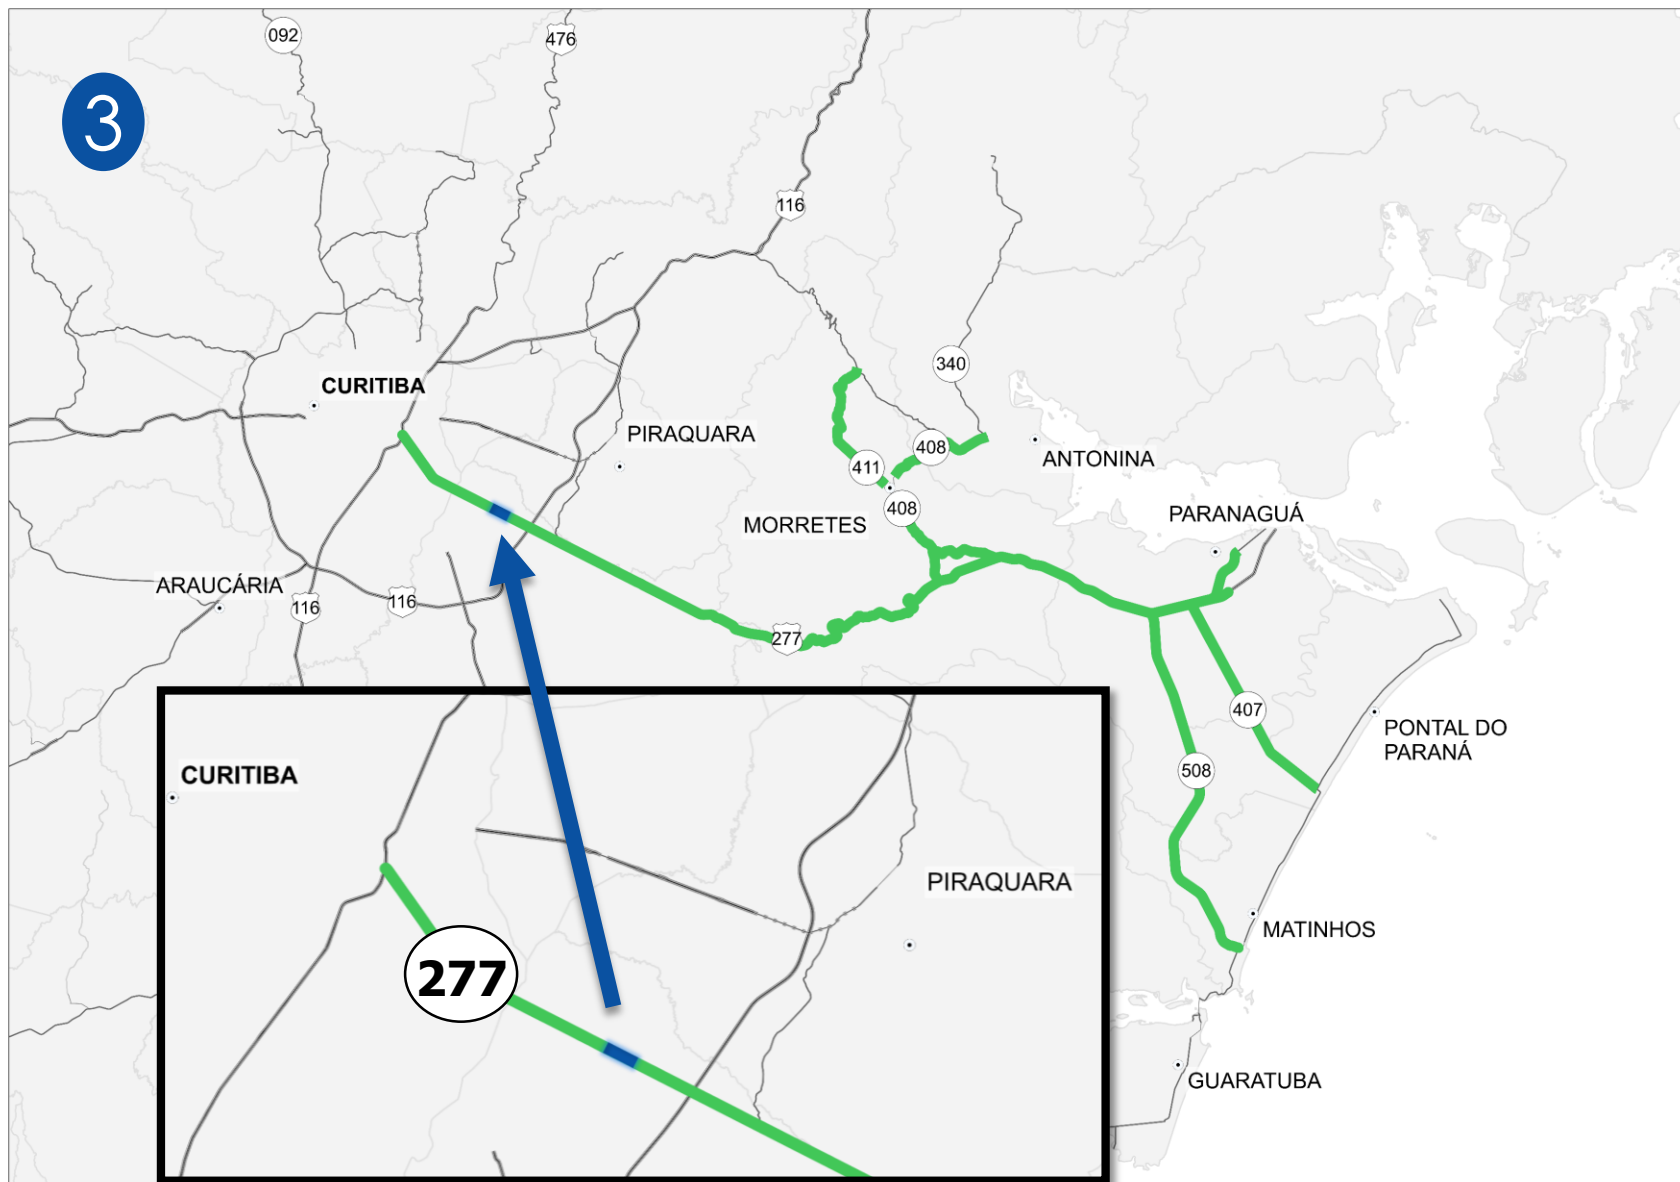 092
476
3
116
340
CURITIBA
PIRAQUARA
408
ANTONINA
411
408
MORRETES
PARANAGUÁ
ARAUCÁRIA
116
116
277
407
PONTAL DO
PARANÁ
508
MATINHOS
GUARATUBA
CURITIBA
PIRAQUARA
277